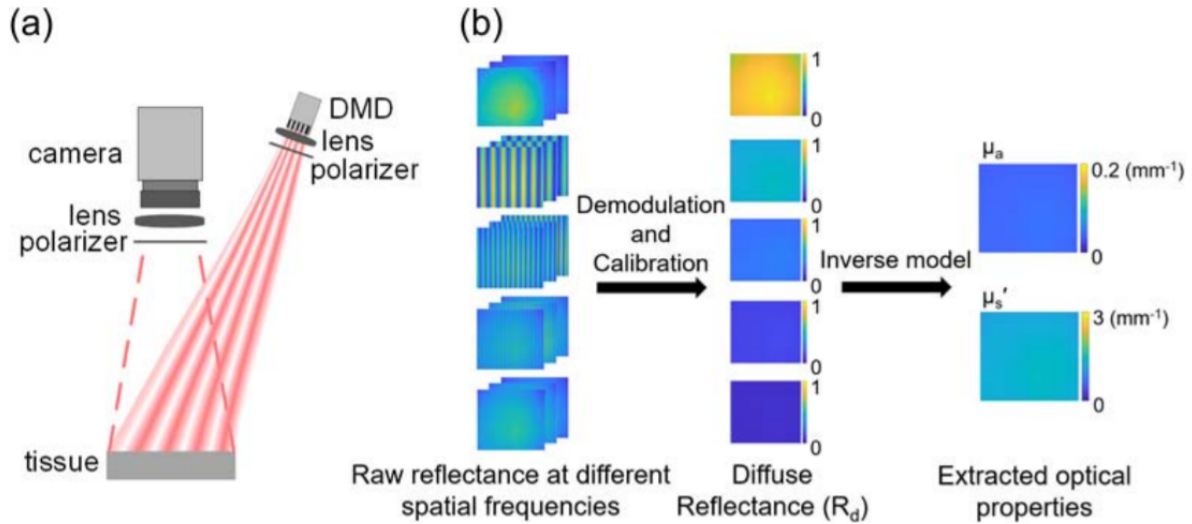 (a)
(b)
DMD
lens
polarizer
camera
lens
polarizer
tissue
1
0
1
0
1
0
1
0
1
0
Demodulation
and
Calibration
Inverse model
μa
0.2 (mm-1)
0
μs′
3 (mm-1)
0
Raw reflectance at different
spatial frequencies
Diffuse
Reflectance (Rd)
Extracted optical
properties